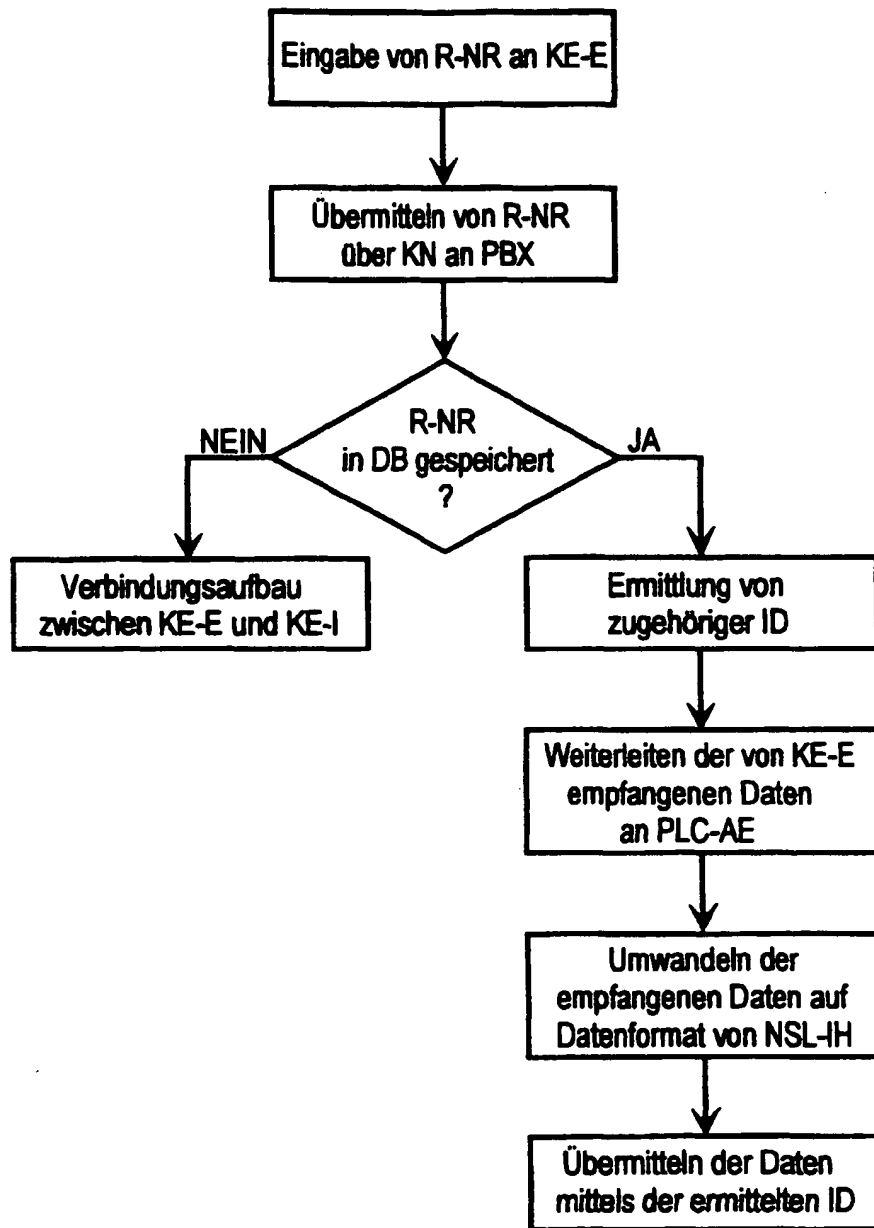 Eingabe von R-NR an KE-E
Übermitteln von R-NR
über KN an PBX
R-NR
in DB gespeichert
?
NEIN
JA
Verbindungsaufbau
zwischen KE-E und KE-I
Ermittlung von
zugehöriger ID
Weiterleiten der von KE-E
empfangenen Daten
an PLC-AE
Umwandeln der
empfangenen Daten auf
Datenformat von NSL-IH
Übermitteln der Daten
mittels der ermittelten ID